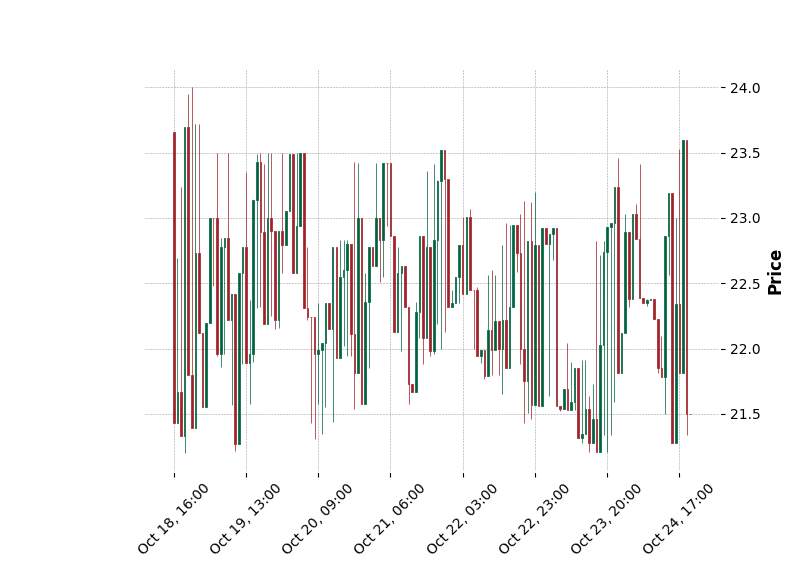 24.0
23.5
23.0
22.5
22.0
21.5
Price
Oct 18, 16:00
Oct 19, 13:00
Oct 20, 09:00
Oct 21, 06:00
Oct 22, 03:00
Oct 22, 23:00
Oct 23, 20:00
Oct 24, 17:00